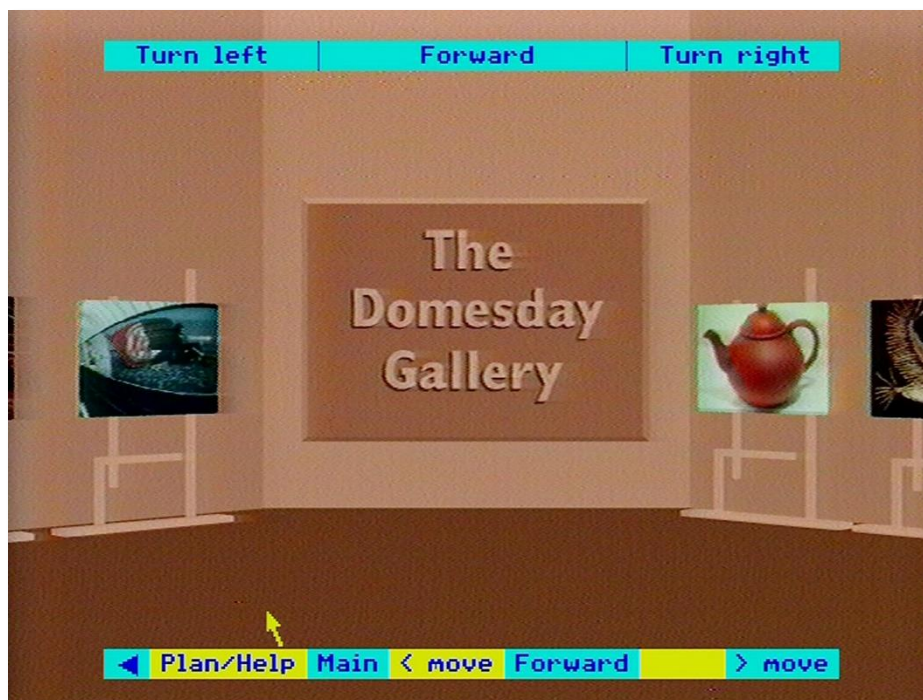 Turn left Forward Turn right
The
Domesday
Gallery
Plan/Help Main < move Forward > move